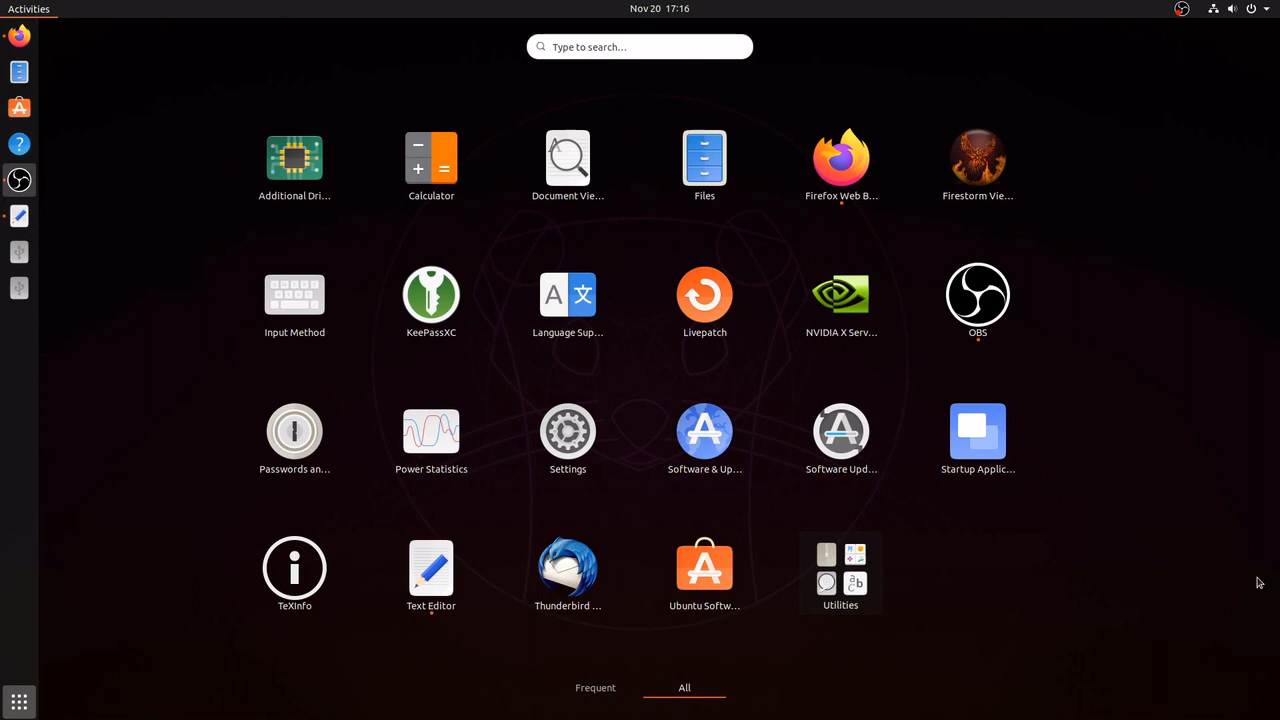 Activities
Nov 20 17:16
Type to search...
Additional Dri...
Calculator
Document Vie...
Files
Firefox Web B...
Firestorm Vie...
Input Method
KeePassXC
Language Sup...
Livepatch
NVIDIA X Serv...
OBS
Passwords an...
Power Statistics
Settings
Software & Up...
Software Upd...
Startup Applic...
TeXInfo
Text Editor
Thunderbird ...
Ubuntu Softw...
Utilities
Frequent
All